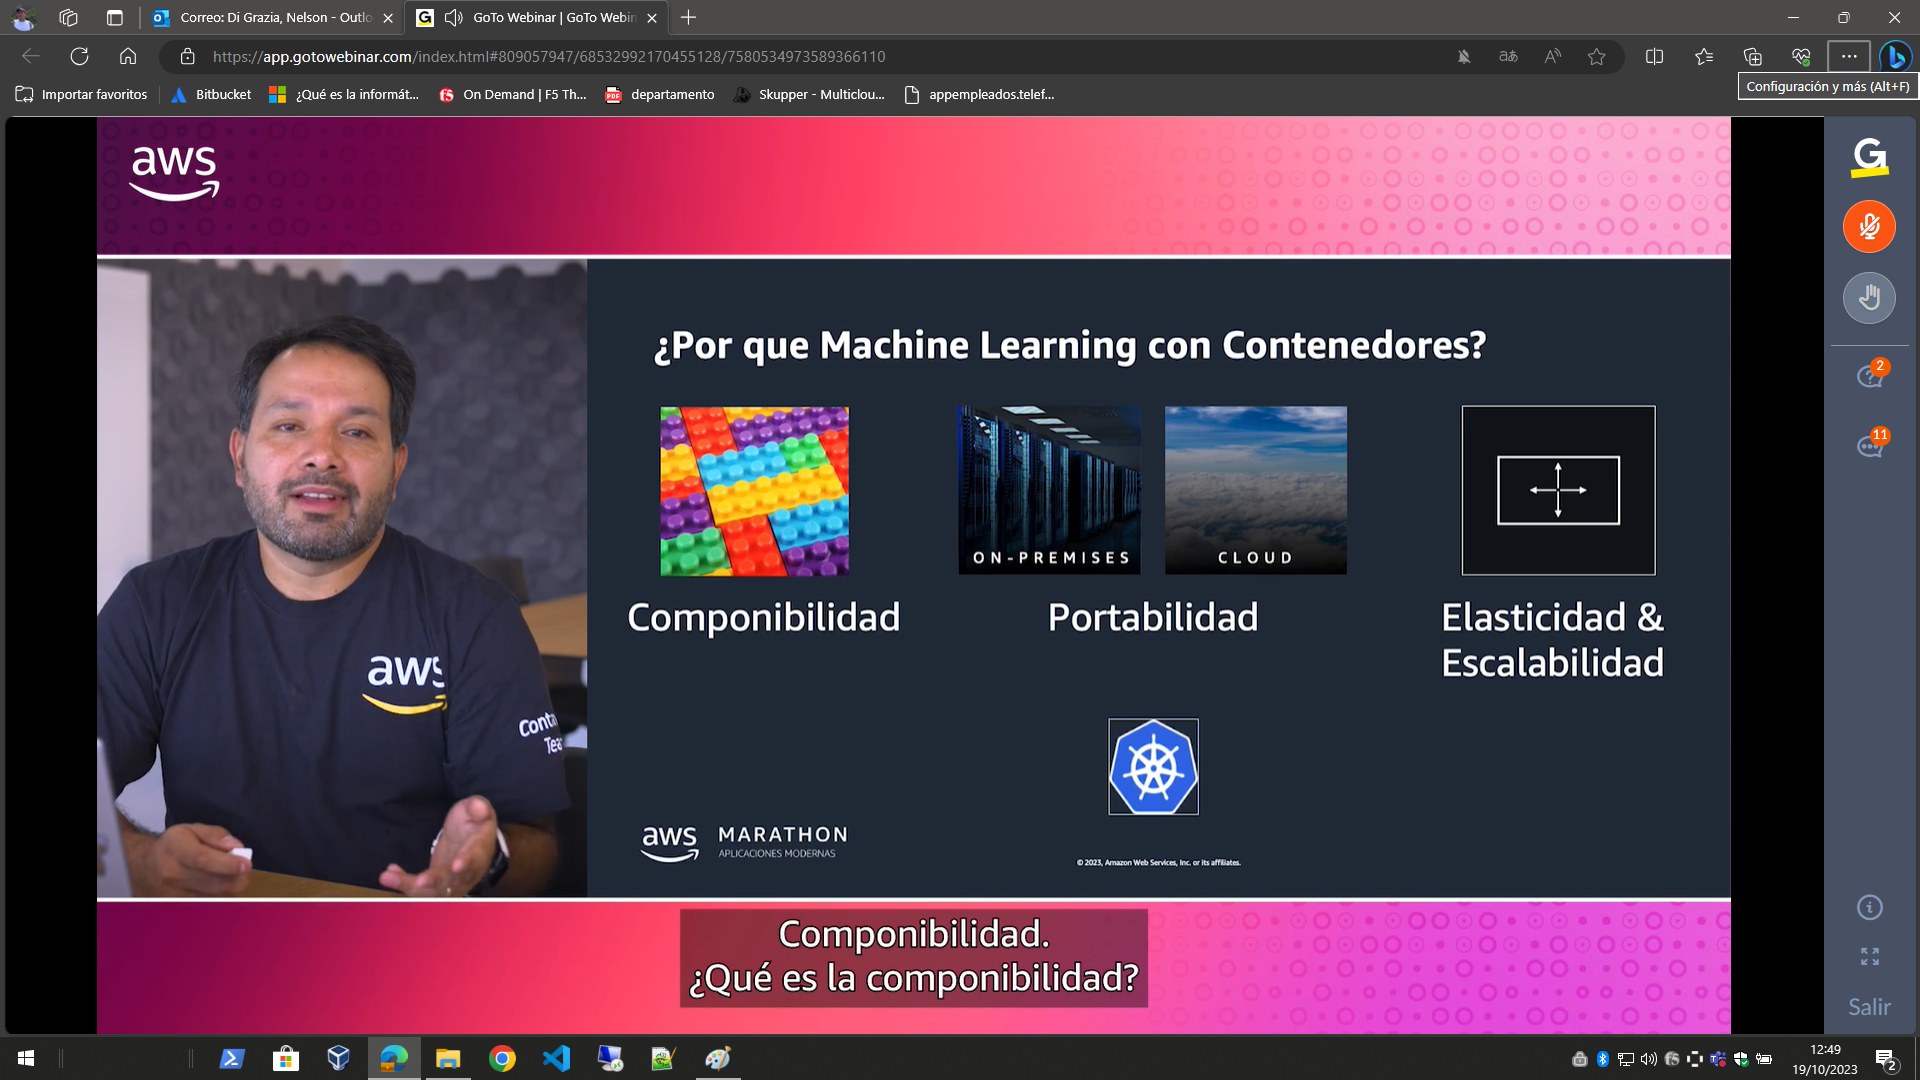 Correo: Di Grazia, Nelson - Outlo
GoTo Webinar | GoTo Webin
https://app.gotowebinar.com/index.html#809057947/68532992170455128/7580534973589366110
Importar favoritos
Bitbucket
¿Qué es la informát...
On Demand | F5 Th...
departamento
Skupper - Multiclou...
appempleados.telef...
Configuración y más (Alt+F)
aws
G
¿Por que Machine Learning con Contenedores?
ON-PREMISES
CLOUD
Componibilidad
Portabilidad
Elasticidad &
Escalabilidad
aws
Conta
Tea
aws MARATHON
APLICACIONES MODERNAS
© 2023, Amazon Web Services, Inc. or its affiliates.
Componibilidad.
¿Qué es la componibilidad?
2
11
Salir
12:49
19/10/2023
2